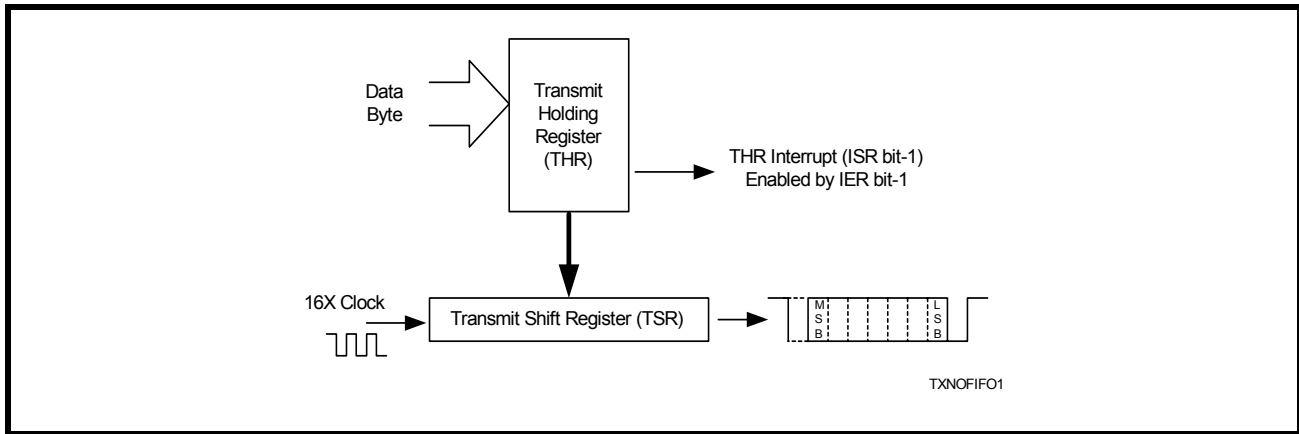 Data
Byte
Transmit
Holding
Register
(THR)
THR Interrupt (ISR bit-1)
Enabled by IER bit-1
16X Clock
Transmit Shift Register (TSR)
M
S
B
L
S
B
TXNOFIFO1